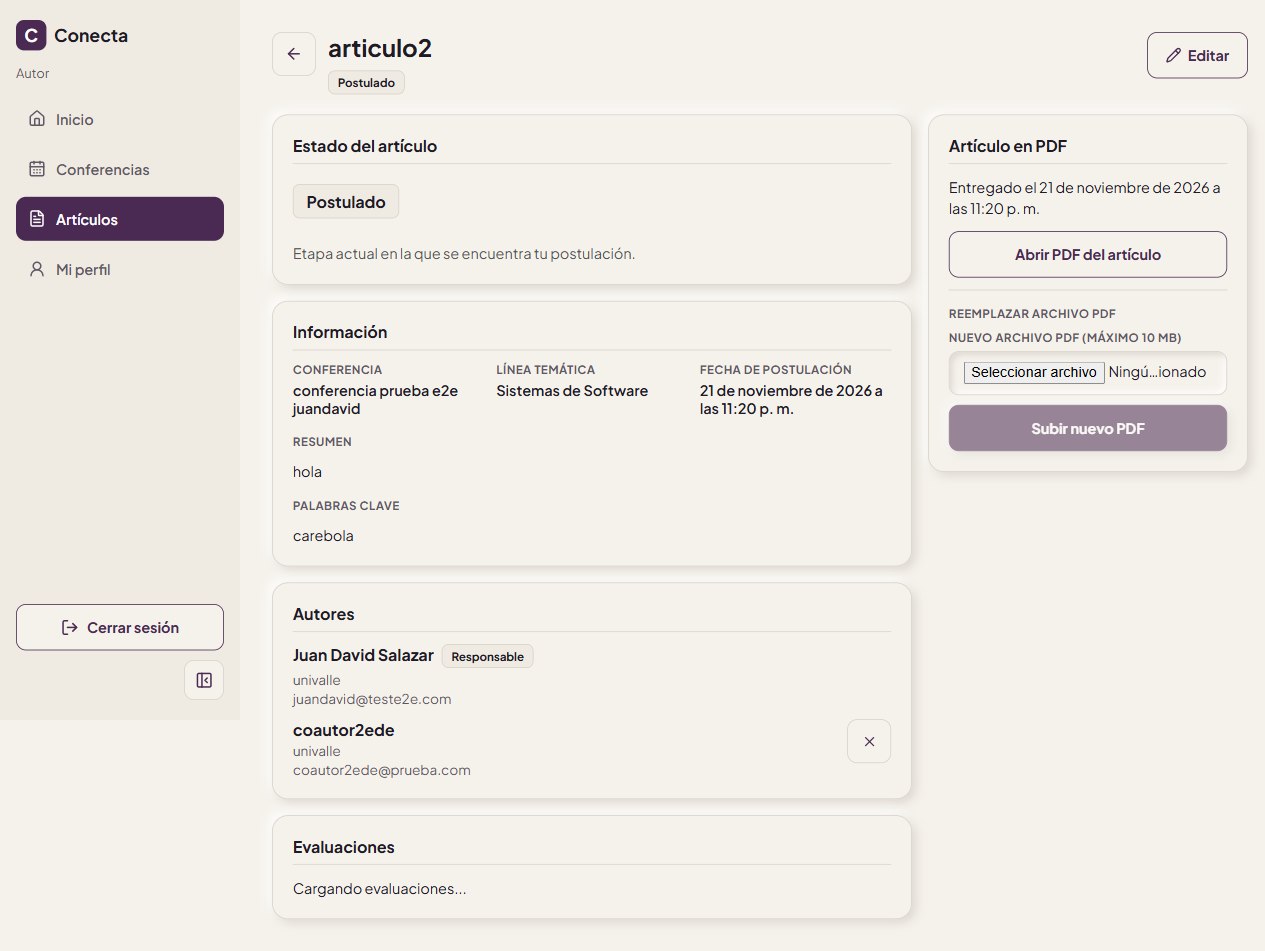 C Conecta
Autor
Inicio
Conferencias
Artículos
Mi perfil
Cerrar sesión
articulo2
Postulado
Editar
Estado del artículo
Postulado
Etapa actual en la que se encuentra tu postulación.
Información
CONFERENCIA
conferencia prueba e2e
juandavid
LÍNEA TEMÁTICA
Sistemas de Software
FECHA DE POSTULACIÓN
21 de noviembre de 2026 a
las 11:20 p. m.
RESUMEN
hola
PALABRAS CLAVE
carebola
Autores
Juan David Salazar Responsable
univalle
juandavid@teste2e.com
coautor2ede
univalle
coautor2ede@prueba.com
Evaluaciones
Cargando evaluaciones...
Artículo en PDF
Entregado el 21 de noviembre de 2026 a
las 11:20 p. m.
Abrir PDF del artículo
REEMPLAZAR ARCHIVO PDF
NUEVO ARCHIVO PDF (MÁXIMO 10 MB)
Seleccionar archivo Ningú...ionado
Subir nuevo PDF